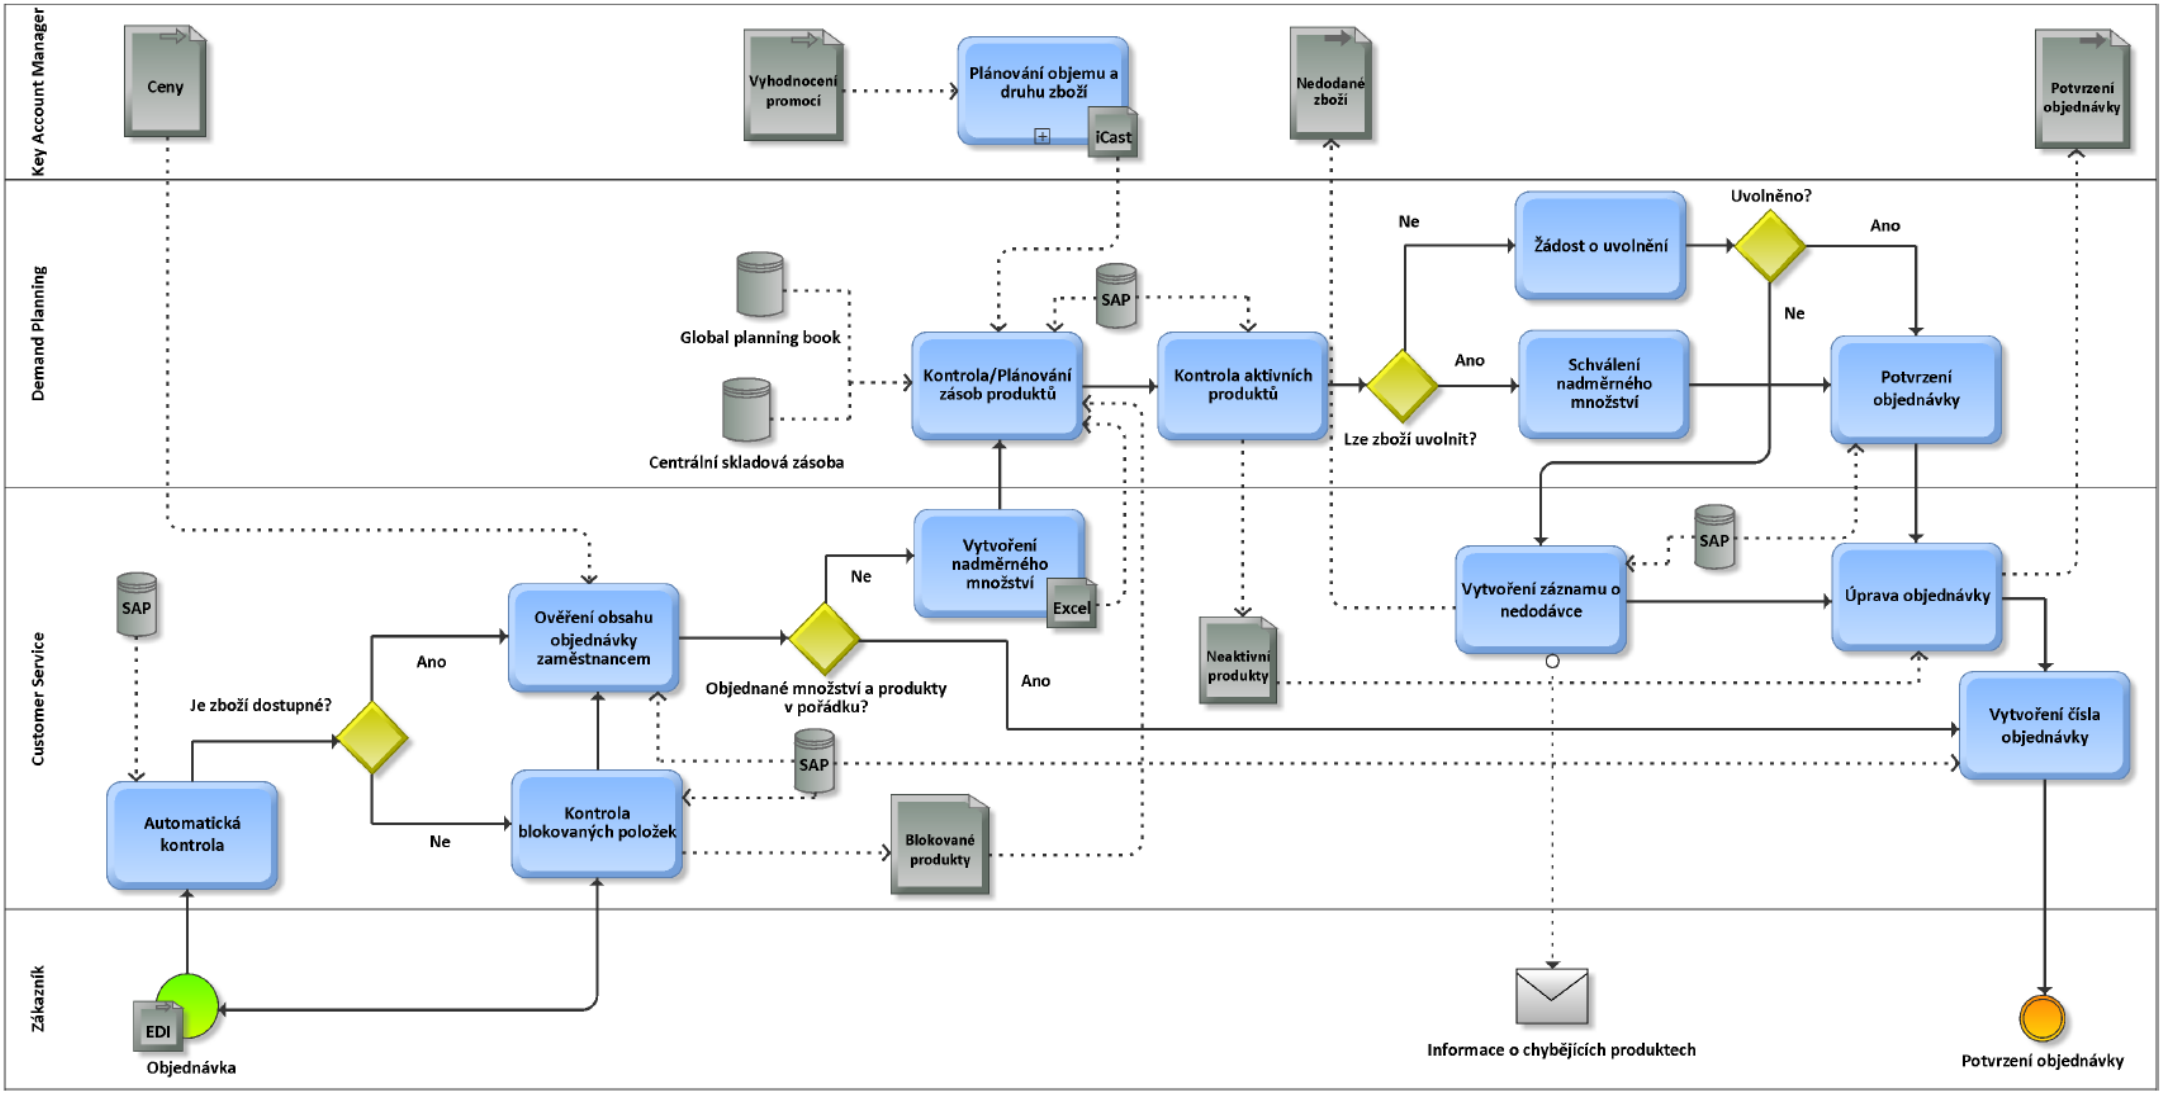 Key Account Manager
Ceny
Vyhodnocení
promocí
Plánování objemu a
druhu zboží
iCast
Nedodané
zboží
Potvrzení
objednávky
Demand Planning
Global planning book
Centrální skladová zásoba
Kontrola/Plánování
zásob produktů
SAP
Kontrola aktivních
produktů
Lze zboží uvolnit?
Ne
Ano
Žádost o uvolnění
Schválení
nadměrného
množství
Uvolněno?
Ano
Ne
Potvrzení
objednávky
Customer Service
SAP
Automatická
kontrola
Je zboží dostupné?
Ano
Ne
Ověření obsahu
objednávky
zaměstnancem
Kontrola
blokovaných položek
Objednané množství a produkty
v pořádku?
Ne
Ano
Vytvoření
nadměrného
množství
Excel
SAP
Blokované
produkty
Neaktivní
produkty
Vytvoření záznamu o
nedodávce
SAP
Úprava objednávky
Vytvoření čísla
objednávky
Zákazník
EDI
Objednávka
Informace o chybějících produktech
Potvrzení objednávky